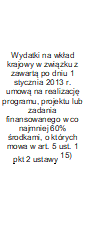 Wydatki na wkład
krajowy w związku z
zawartą po dniu 1
stycznia 2013 r.
umową na realizację
programu, projektu lub
zadania
finansowanego w co
najmniej 60%
środkami, o których
mowa w art. 5 ust. 1
pkt 2 ustawy 15)